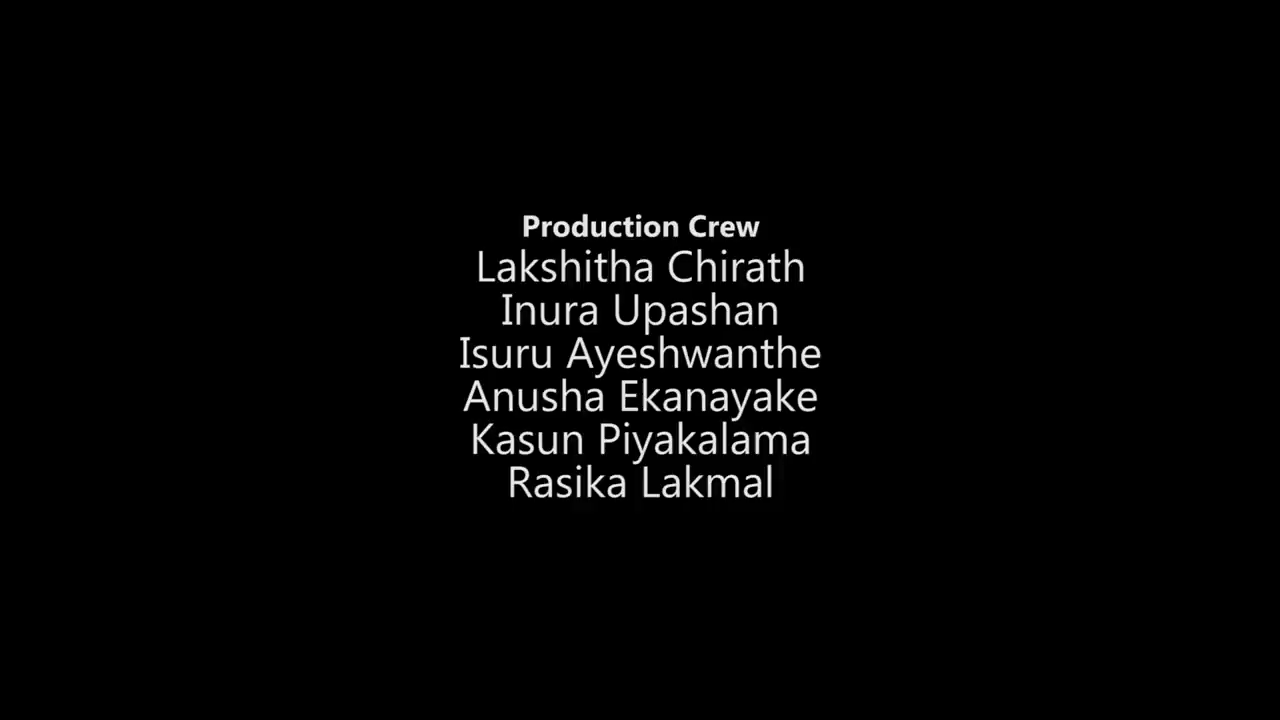 Production Crew
Lakshitha Chirath
Inura Upashan
Isuru Ayeshwanthe
Anusha Ekanayake
Kasun Piyakalama
Rasika Lakmal